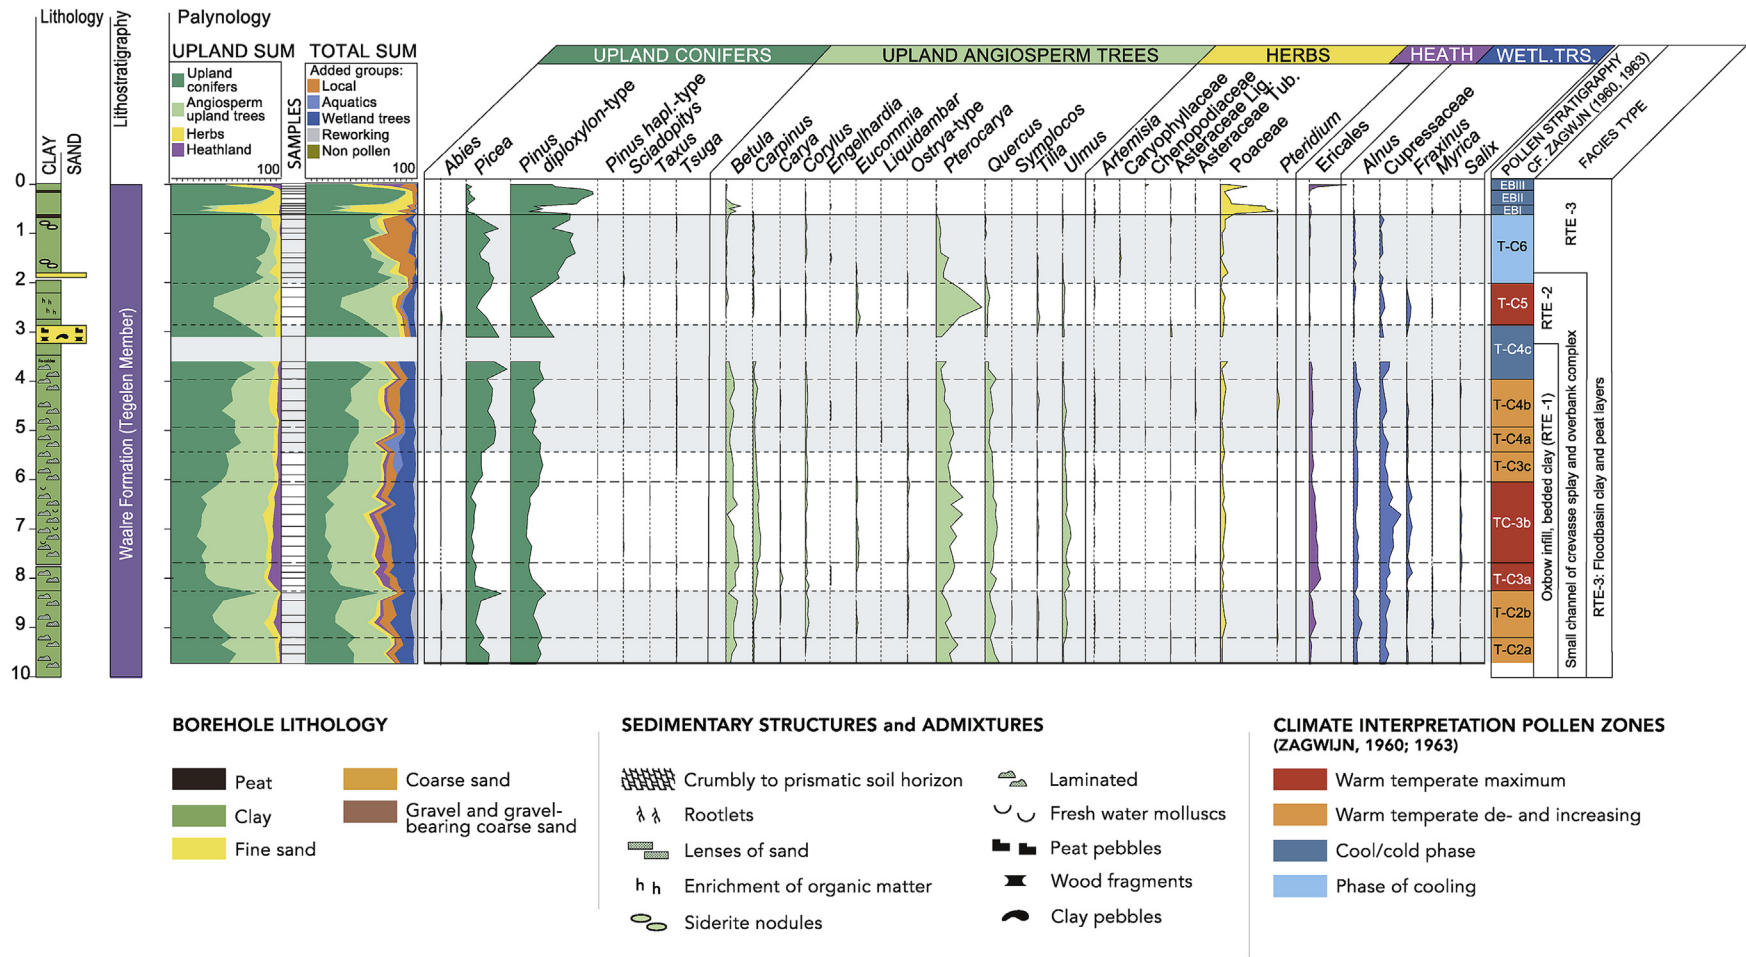 Lithology
Palynology
Lithostratigraphy
CLAY
SAND
UPLAND SUM
TOTAL SUM
Upland conifers
Angiosperm upland trees
Herbs
Heathland
100
SAMPLES
Added groups:
Local
Aquatics
Wetland trees
Reworking
Non pollen
100
UPLAND CONIFERS
UPLAND ANGIOSPERM TREES
HERBS
HEATH
WETL.TRS.
Abies
Picea
Pinus
diploxylon-type
Pinus hapl.-type
Sciadopitys
Taxus
Tsuga
Betula
Carpinus
Carya
Corylus
Engelhardia
Eucommia
Liquidambar
Ostrya-type
Pterocarya
Quercus
Symplocos
Tilia
Ulmus
Artemisia
Caryophyllaceae
Chenopodiaceae
Asteraceae Lig.
Asteraceae Tub.
Poaceae
Pteridium
Ericales
Alnus
Cupressaceae
Fraxinus
Myrica
Salix
POLLEN STRATIGRAPHY
CF. ZAGWIJN (1960, 1963)
FACIES TYPE
0
1
2
3
4
5
6
7
8
9
10
Waalre Formation (Tegelen Member)
EBIII
EBII
EBI
T-C6
T-C5
T-C4c
T-C4b
T-C4a
T-C3c
TC-3b
T-C3a
T-C2b
T-C2a
RTE -3
RTE -2
Oxbow infill, bedded clay (RTE -1)
Small channel of crevasse splay and overbank complex
RTE-3: Floodbasin clay and peat layers
BOREHOLE LITHOLOGY
Peat
Clay
Fine sand
Coarse sand
Gravel and gravel-
bearing coarse sand
SEDIMENTARY STRUCTURES and ADMIXTURES
Crumbly to prismatic soil horizon
Rootlets
Lenses of sand
Enrichment of organic matter
Siderite nodules
Laminated
Fresh water molluscs
Peat pebbles
Wood fragments
Clay pebbles
CLIMATE INTERPRETATION POLLEN ZONES
(ZAGWIJN, 1960; 1963)
Warm temperate maximum
Warm temperate de- and increasing
Cool/cold phase
Phase of cooling